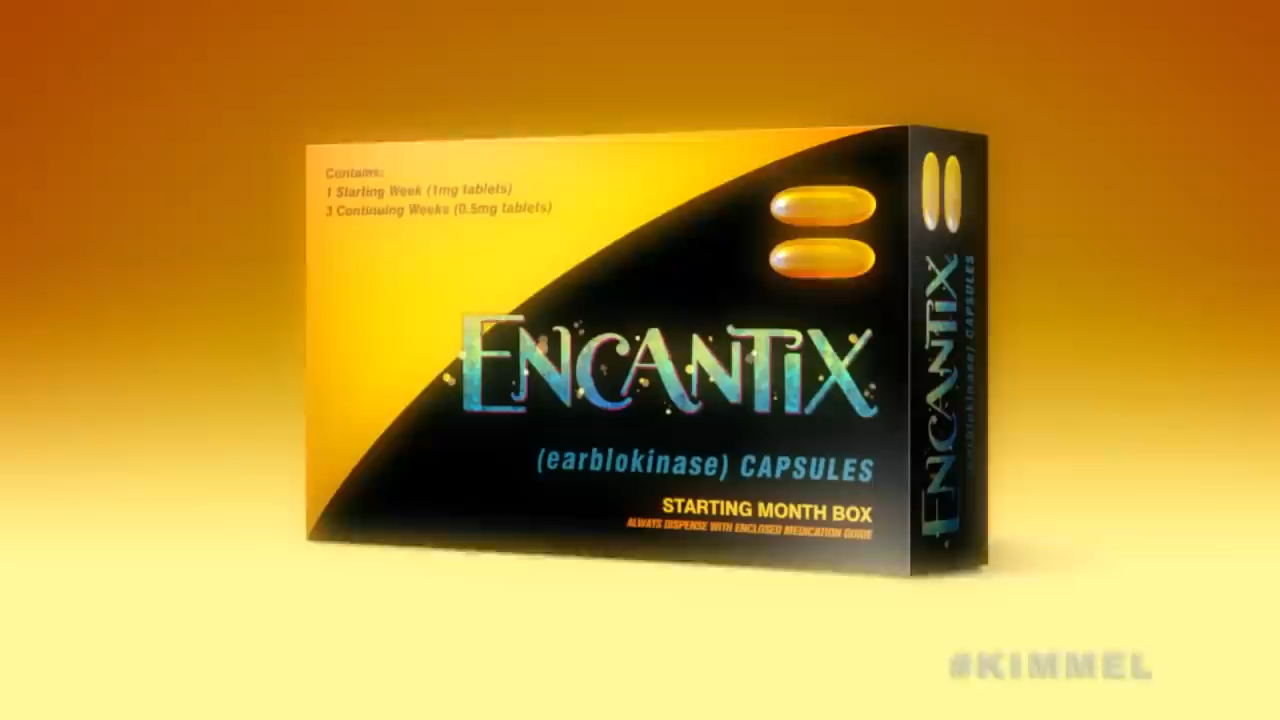 Contains:
1 Starting Week (1mg tablets)
3 Continuing Weeks (0.5mg tablets)
ENCANTiX
(earblokinase) CAPSULES
STARTING MONTH BOX
ALWAYS DISPENSE WITH ENCLOSED MEDICATION GUIDE
ENCANTiX
(earblokinase) CAPSULES
#KIMMEL